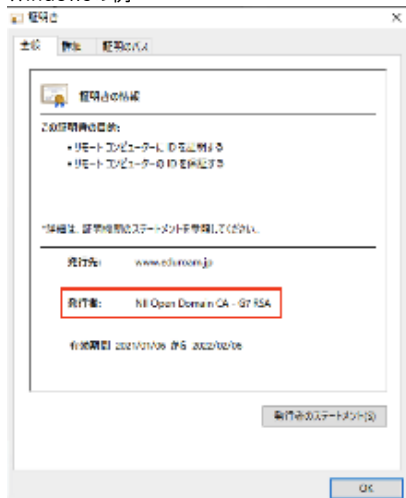 Windowsの例
証明書
全般 詳細 証明のパス
証明書の情報
この証明書の目的:
• リモート コンピューターに ID を証明する
• リモート コンピューターの ID を保証する
*詳細は、証明機関のステートメントを参照してください。
発行先: www.eduroam.jp
発行者: NII Open Domain CA - G7 RSA
有効期間 2021/01/06 から 2022/02/06
発行者のステートメント(S)
OK